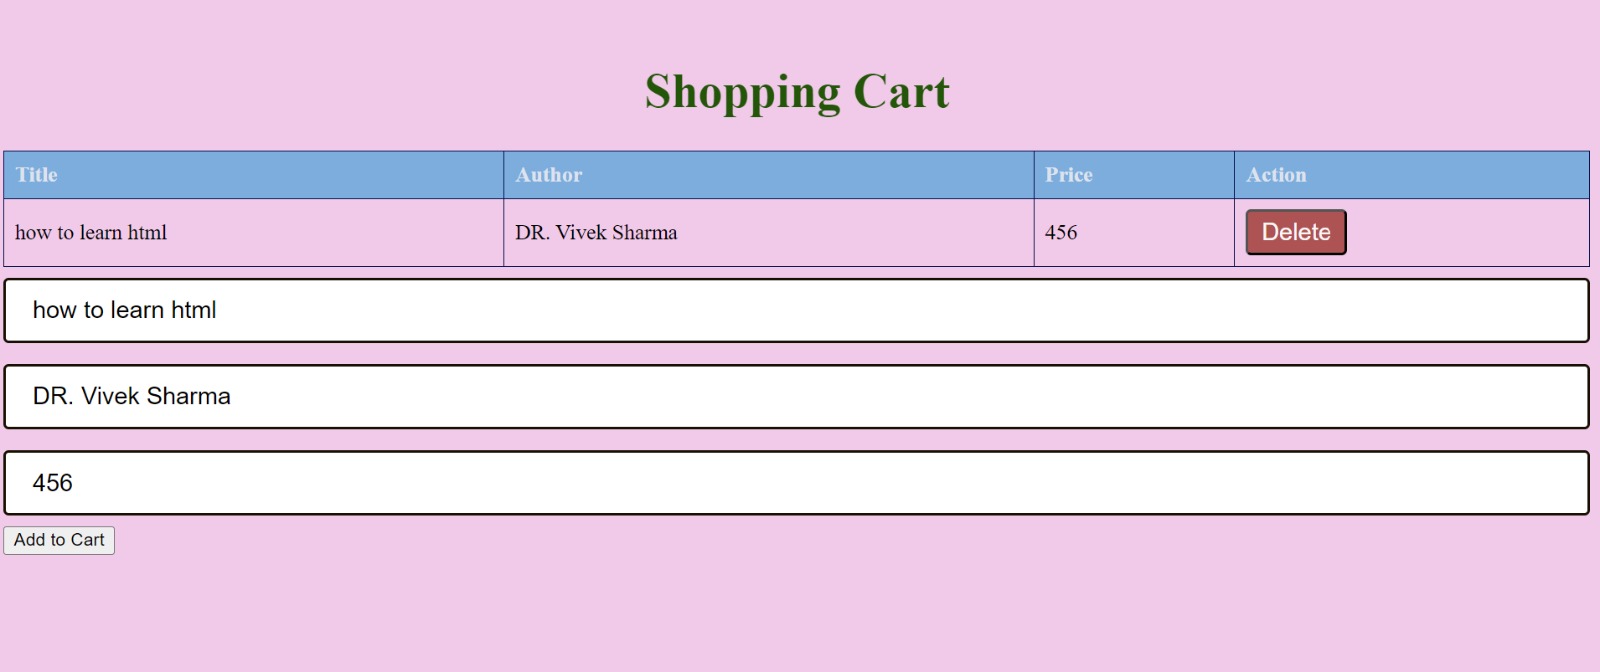 Shopping Cart
Title Author Price Action
how to learn html DR. Vivek Sharma 456 Delete
how to learn html
DR. Vivek Sharma
456
Add to Cart